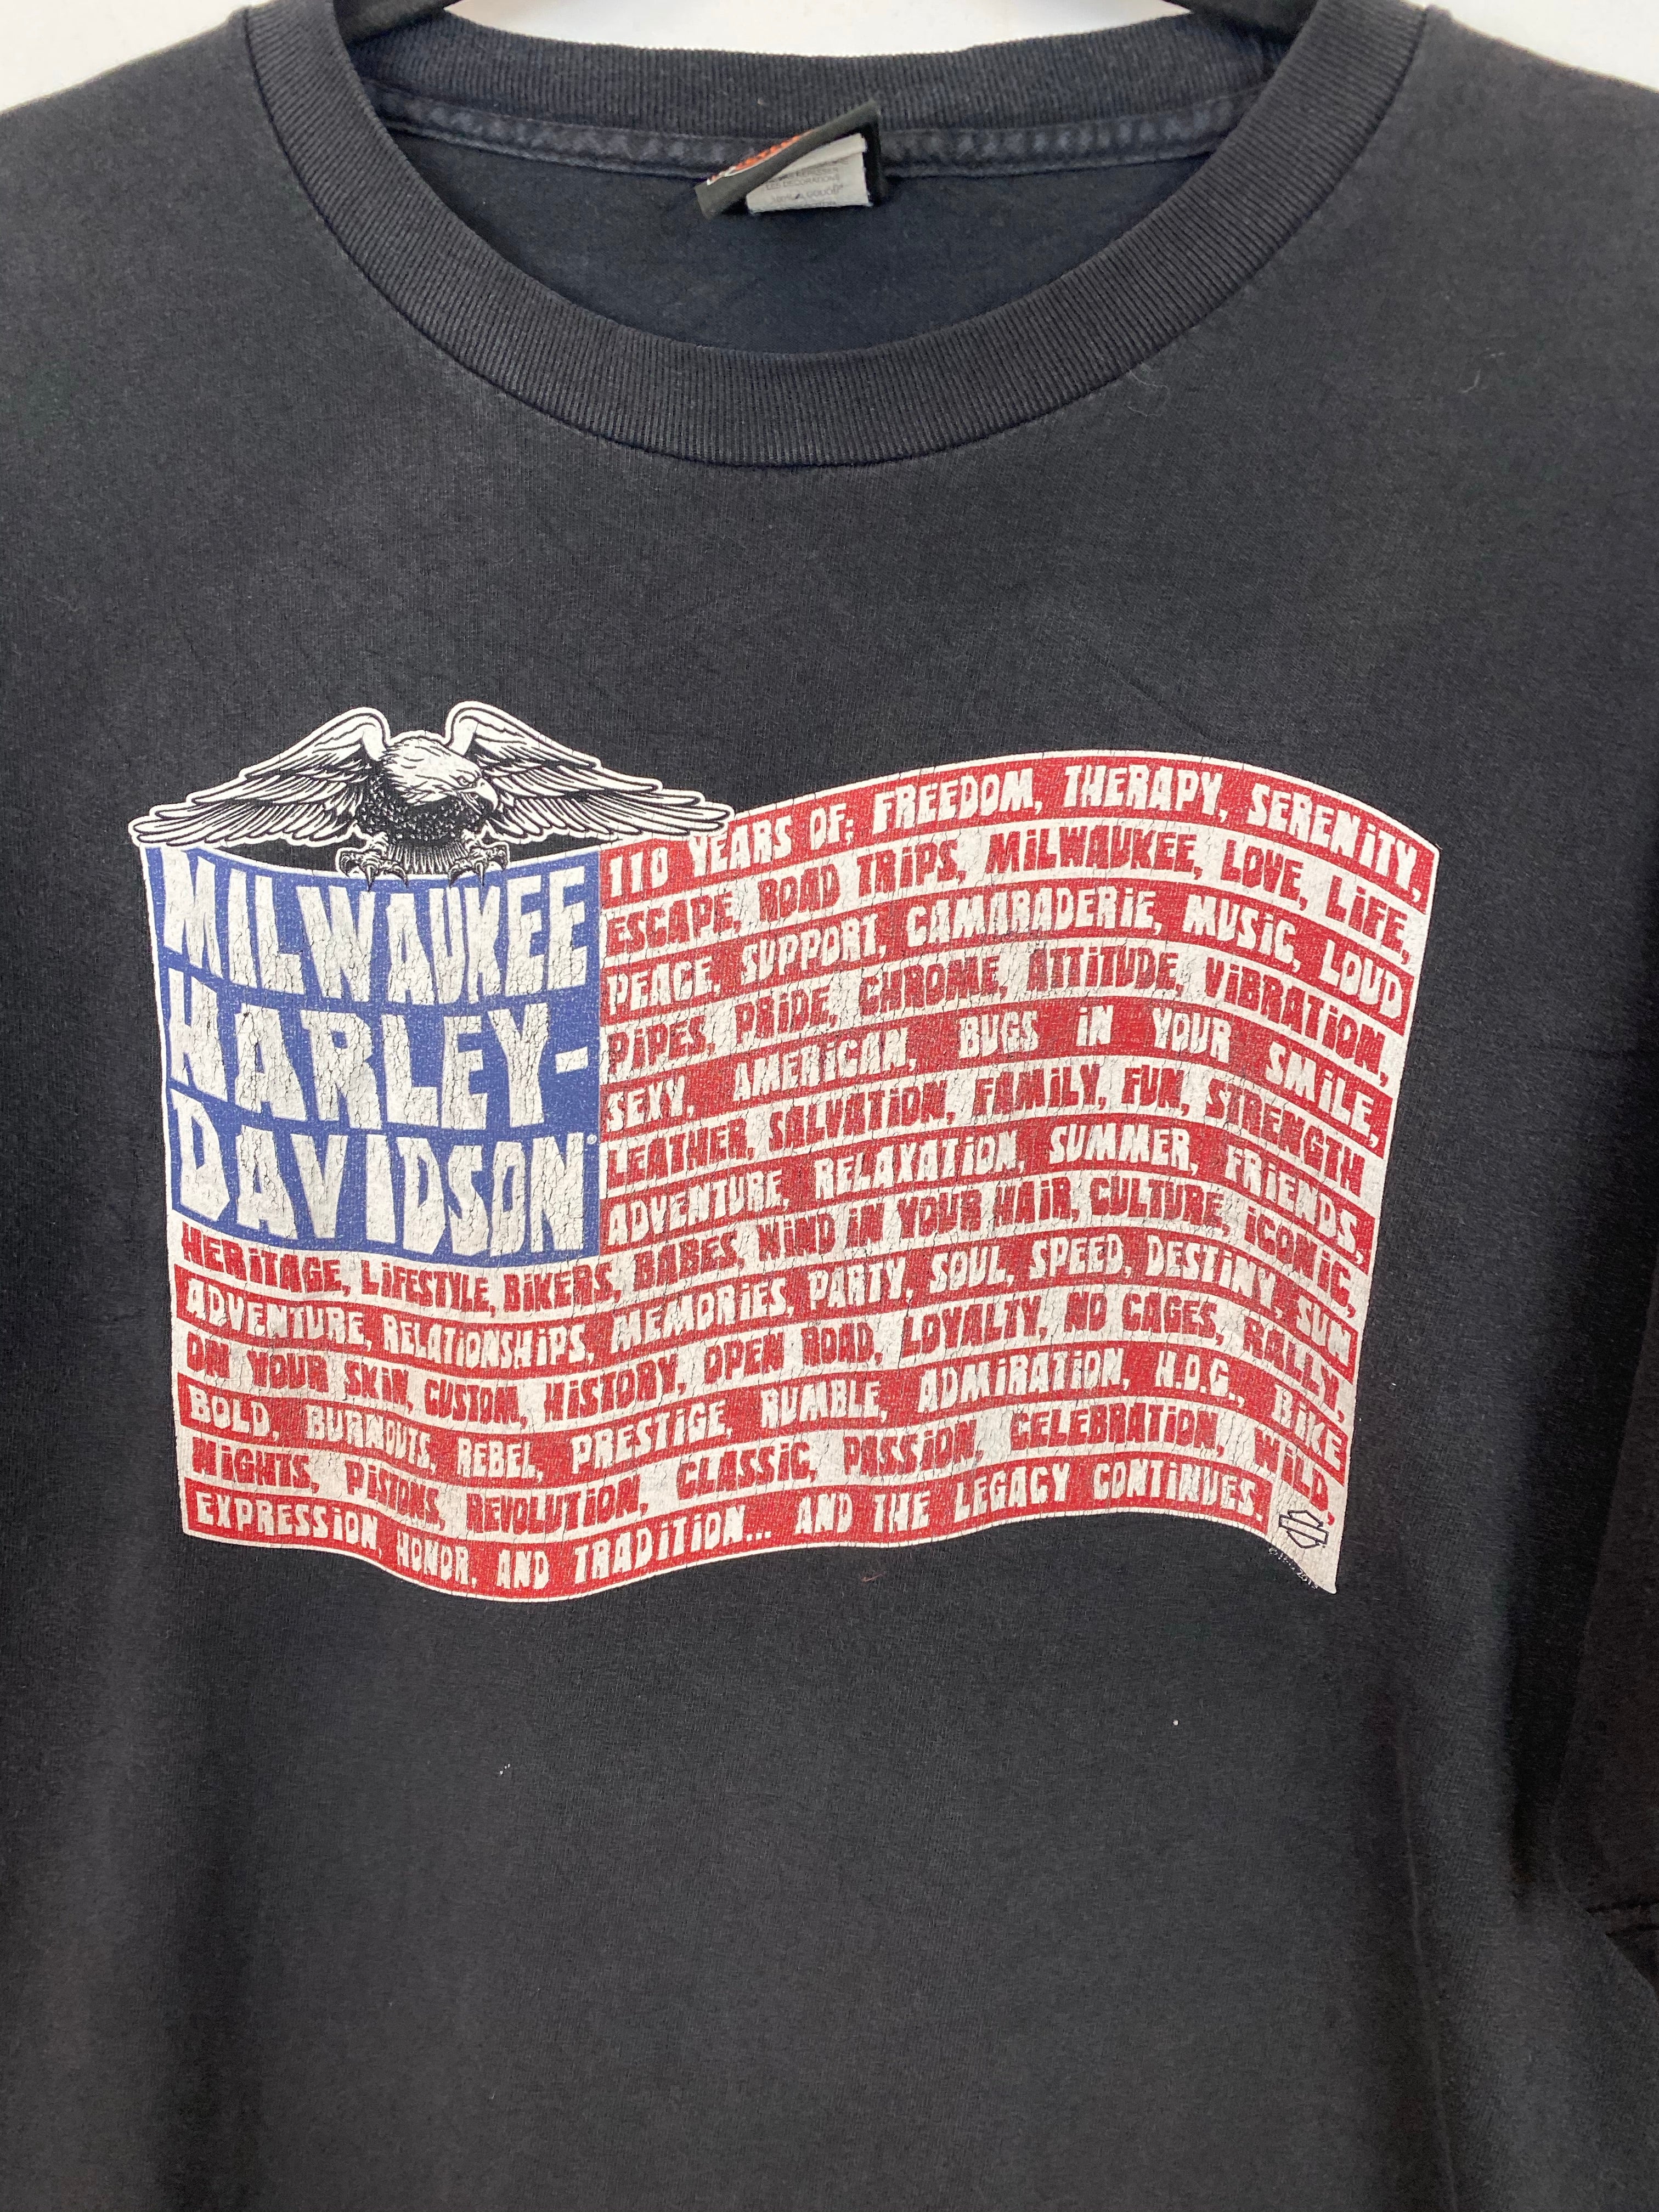 MILWAUKEE
HARLEY-
DAVIDSON®
110 YEARS OF: FREEDOM, THERAPY, SERENiTY,
ESCAPE, ROAD TRiPS, MiLWAUKEE, LOVE, LiFE,
PEACE, SUPPORT, CAMARADERiE, MUSiC, LOUD
PiPES, PRiDE, CHROME, ATTiTUDE, ViBRATiON,
SEXY, AMERiCAN, BUGS iN YOUR SMiLE,
LEATHER, SALVATiON, FAMiLY, FUN, STRENGTH
ADVENTURE, RELAXATiON, SUMMER, FRiENDS,
HERiTAGE, LiFESTYLE, BiKERS, BABES, WiND iN YOUR HAiR, CULTURE, iCONiC,
ADVENTURE, RELATiONSHiPS, MEMORiES, PARTY, SOUL, SPEED, DESTiNY, SUN
ON YOUR SKiN, CUSTOM, HiSTORY, OPEN ROAD, LOYALTY, NO CAGES, RALLY,
BOLD, BURNOUTS, REBEL, PRESTiGE, RUMBLE, ADMiRATiON, H.O.G., BiKE
NiGHTS, PiSTONS, REVOLUTiON, CLASSiC, PASSiON, CELEBRATiON, WiLD,
EXPRESSiON, HONOR, AND TRADiTiON... AND THE LEGACY CONTiNUES.